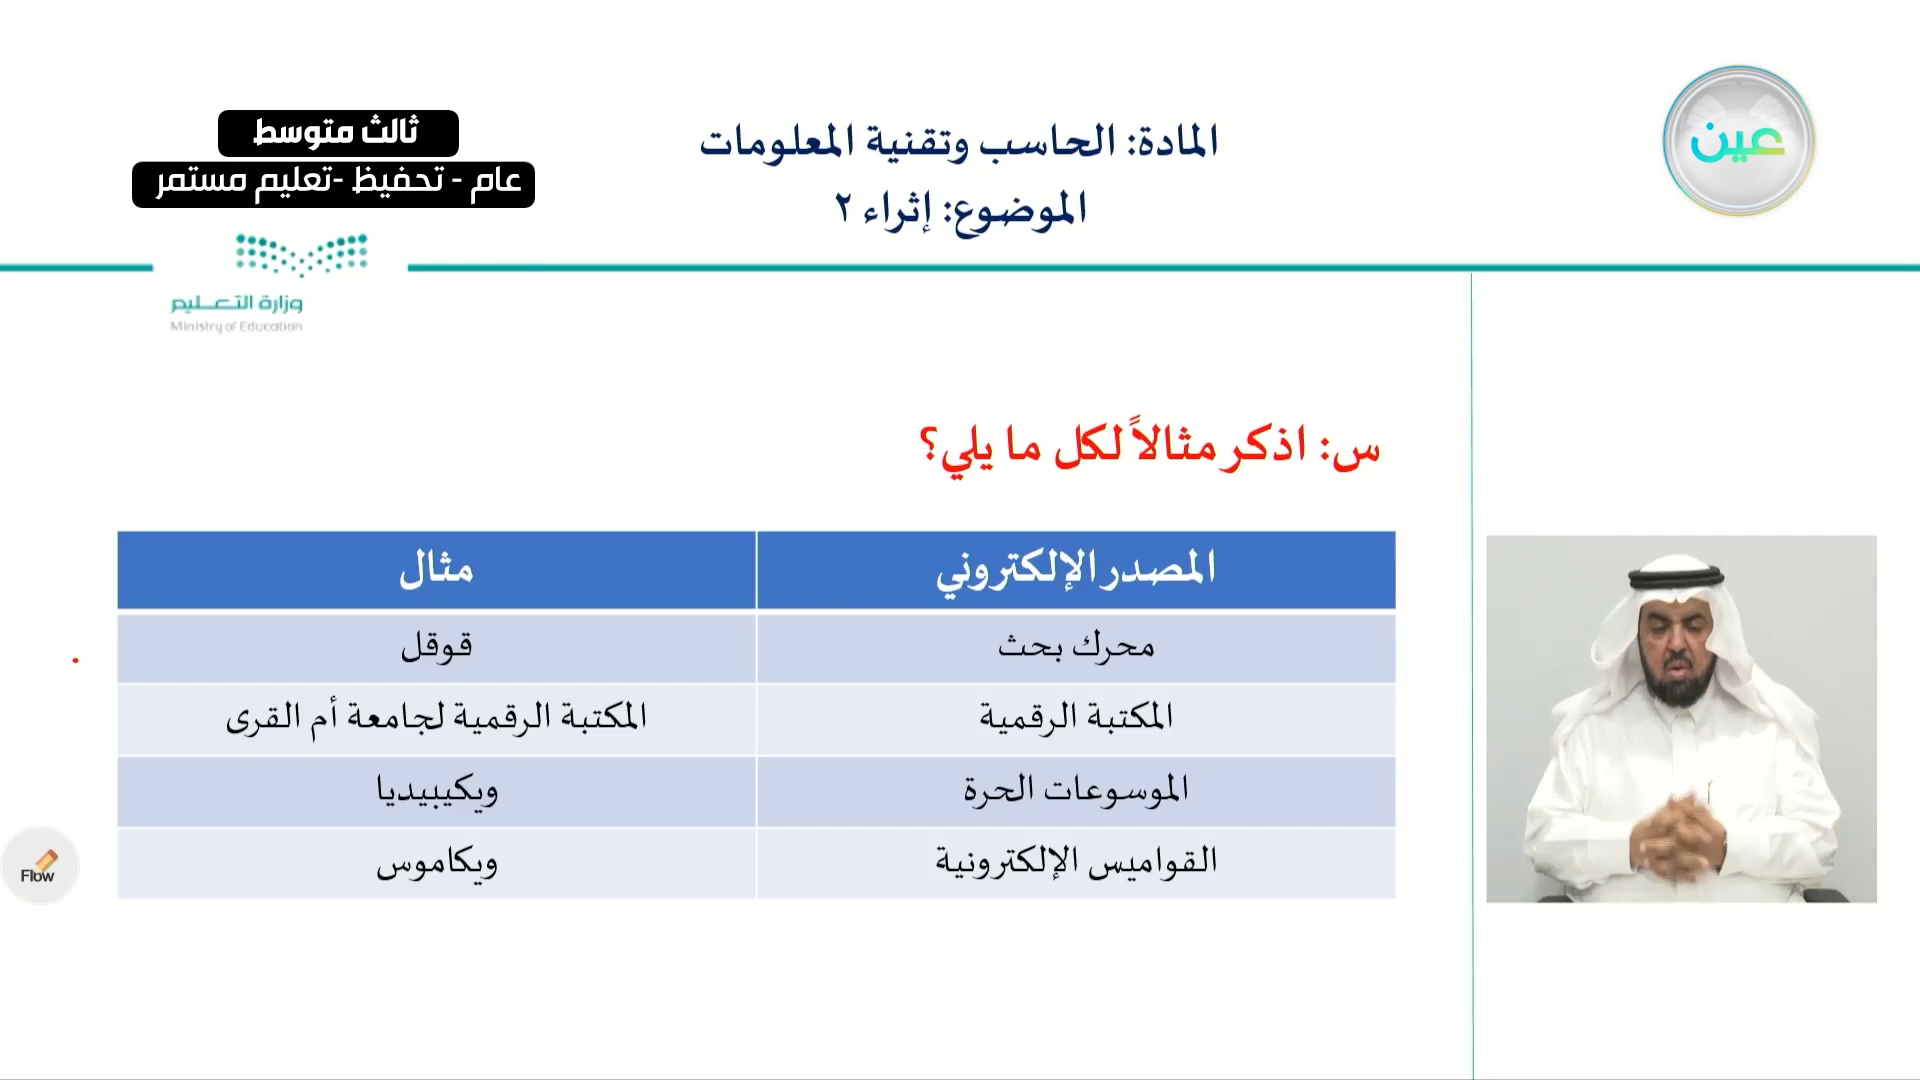 عين
المادة: الحاسب وتقنية المعلومات
الموضوع: إثراء ٢
ثالث متوسط
عام - تحفيظ -تعليم مستمر
وزارة التعـــليم
Ministry of Education
س: اذكر مثالاً لكل ما يلي؟
المصدر الإلكتروني مثال
محرك بحث قوقل
المكتبة الرقمية المكتبة الرقمية لجامعة أم القرى
الموسوعات الحرة ويكيبيديا
القواميس الإلكترونية ويكاموس
Flow